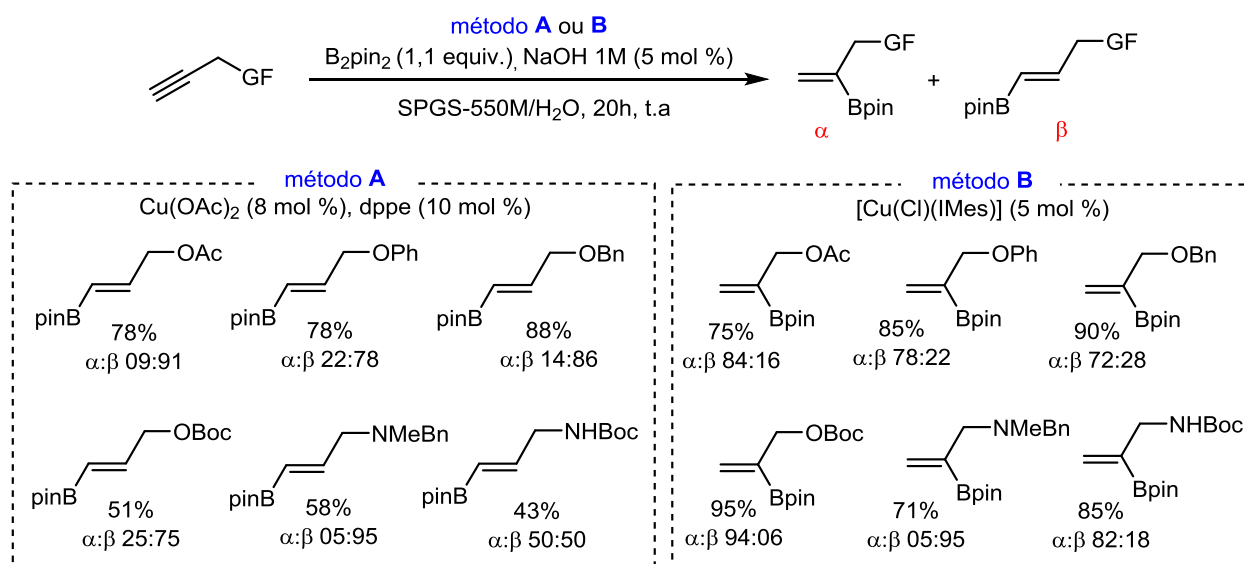 método A ou B
B2pin2 (1,1 equiv.), NaOH 1M (5 mol %)
SPGS-550M/H2O, 20h, t.a
GF
GF
Bpin
α
+
GF
pinB
β
método A
Cu(OAc)2 (8 mol %), dppe (10 mol %)
OAc
pinB
78%
α:β 09:91
OPh
pinB
78%
α:β 22:78
OBn
pinB
88%
α:β 14:86
OBoc
pinB
51%
α:β 25:75
NMeBn
pinB
58%
α:β 05:95
NHBoc
pinB
43%
α:β 50:50
método B
[Cu(Cl)(IMes)] (5 mol %)
OAc
Bpin
75%
α:β 84:16
OPh
Bpin
85%
α:β 78:22
OBn
Bpin
90%
α:β 72:28
OBoc
Bpin
95%
α:β 94:06
NMeBn
Bpin
71%
α:β 05:95
NHBoc
Bpin
85%
α:β 82:18